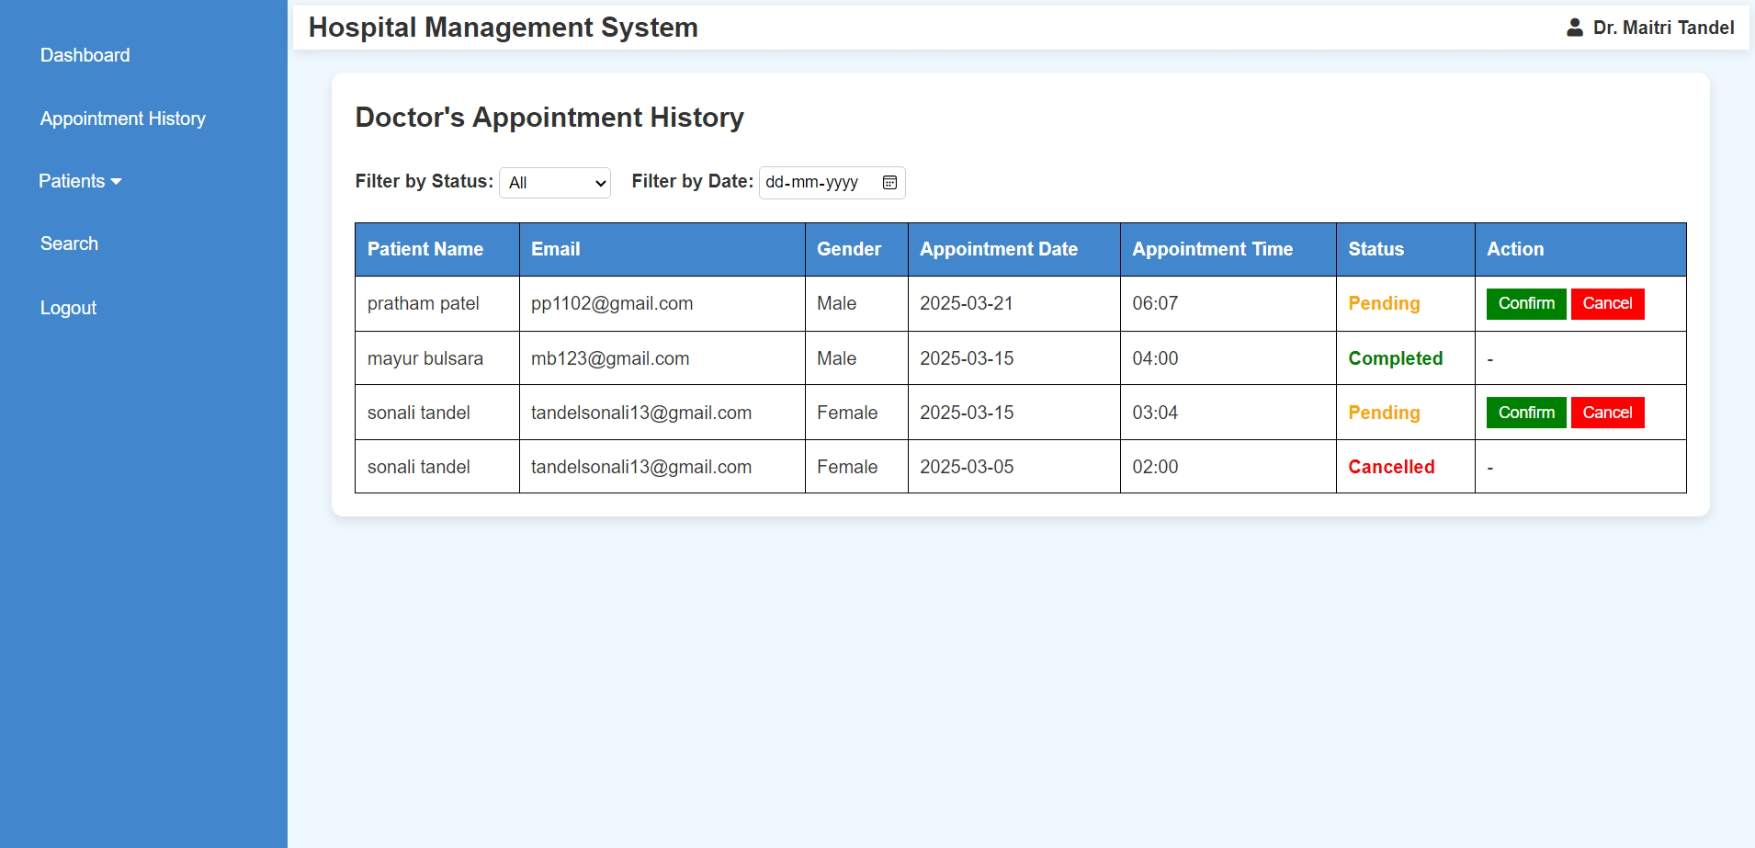 Hospital Management System
Dr. Maitri Tandel
Dashboard
Appointment History
Patients
Search
Logout
Doctor's Appointment History
Filter by Status: All Filter by Date: dd-mm-yyyy
Patient Name Email Gender Appointment Date Appointment Time Status Action
pratham patel pp1102@gmail.com Male 2025-03-21 06:07 Pending Confirm Cancel
mayur bulsara mb123@gmail.com Male 2025-03-15 04:00 Completed -
sonali tandel tandelsonali13@gmail.com Female 2025-03-15 03:04 Pending Confirm Cancel
sonali tandel tandelsonali13@gmail.com Female 2025-03-05 02:00 Cancelled -